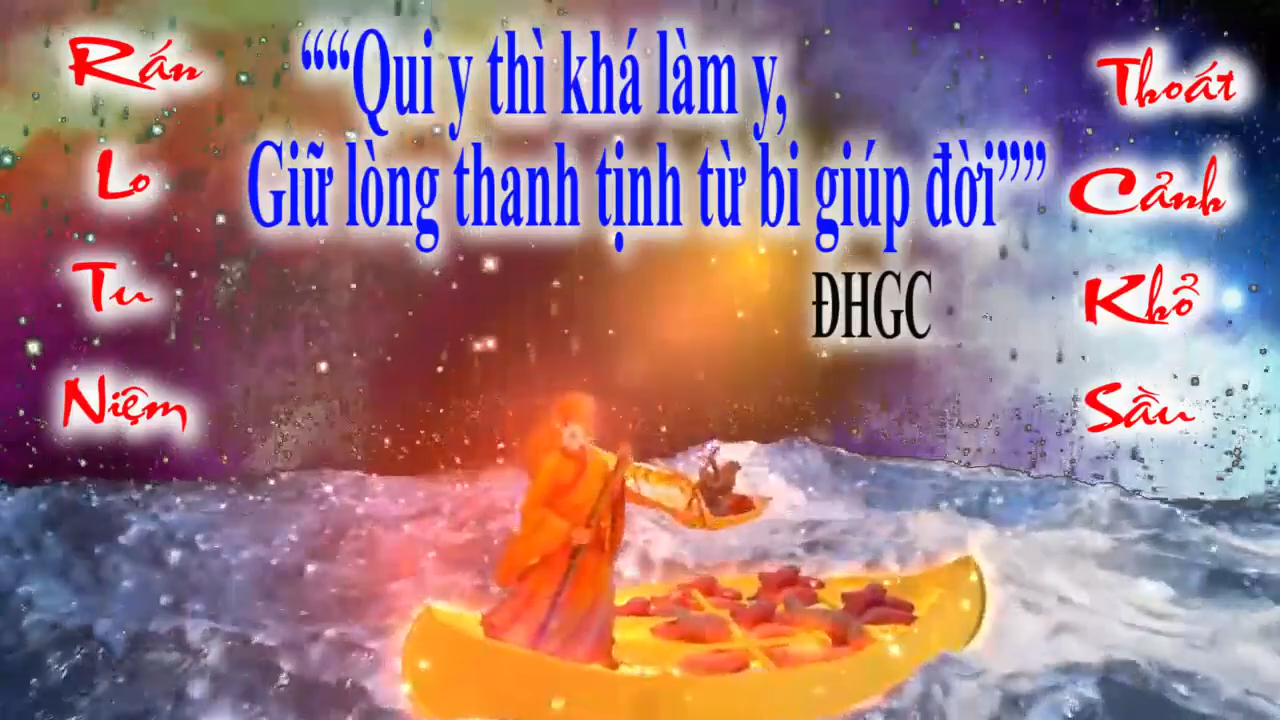 Rán
Lo
Tu
Niệm
““Qui y thì khá làm y,
Giữ lòng thanh tịnh từ bi giúp đời””
ĐHGC
Thoát
Cảnh
Khổ
Sầu